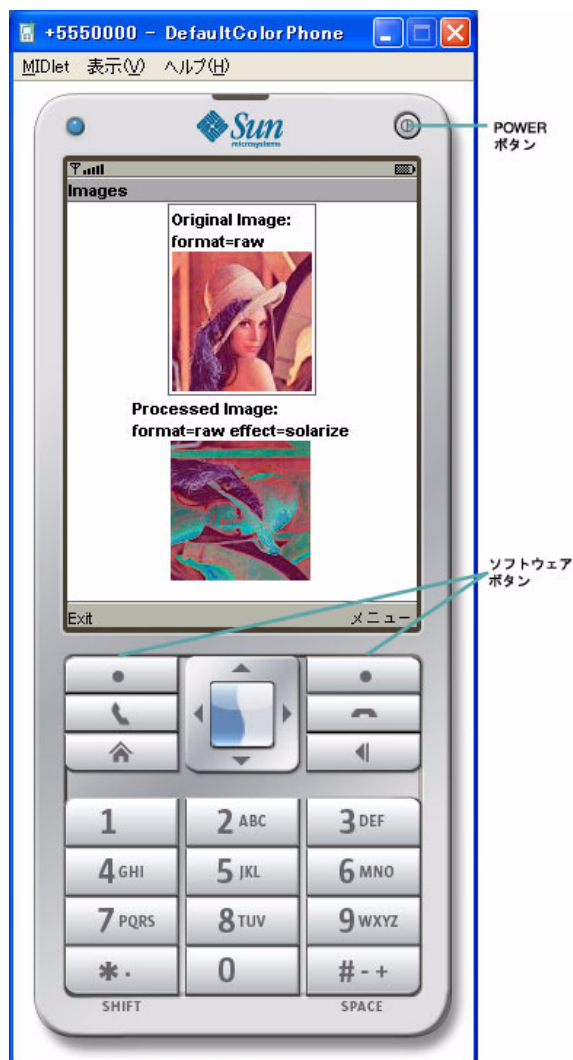 +5550000 - DefaultColorPhone
MIDlet 表示(V) ヘルプ(H)
Sun
microsystems
POWER
ボタン
Images
Original Image:
format=raw
Processed Image:
format=raw effect=solarize
ソフトウェア
ボタン
Exit メニュー
1 2 ABC 3 DEF
4 GHI 5 JKL 6 MNO
7 PQRS 8 TUV 9 WXYZ
* . 0 # - +
SHIFT SPACE